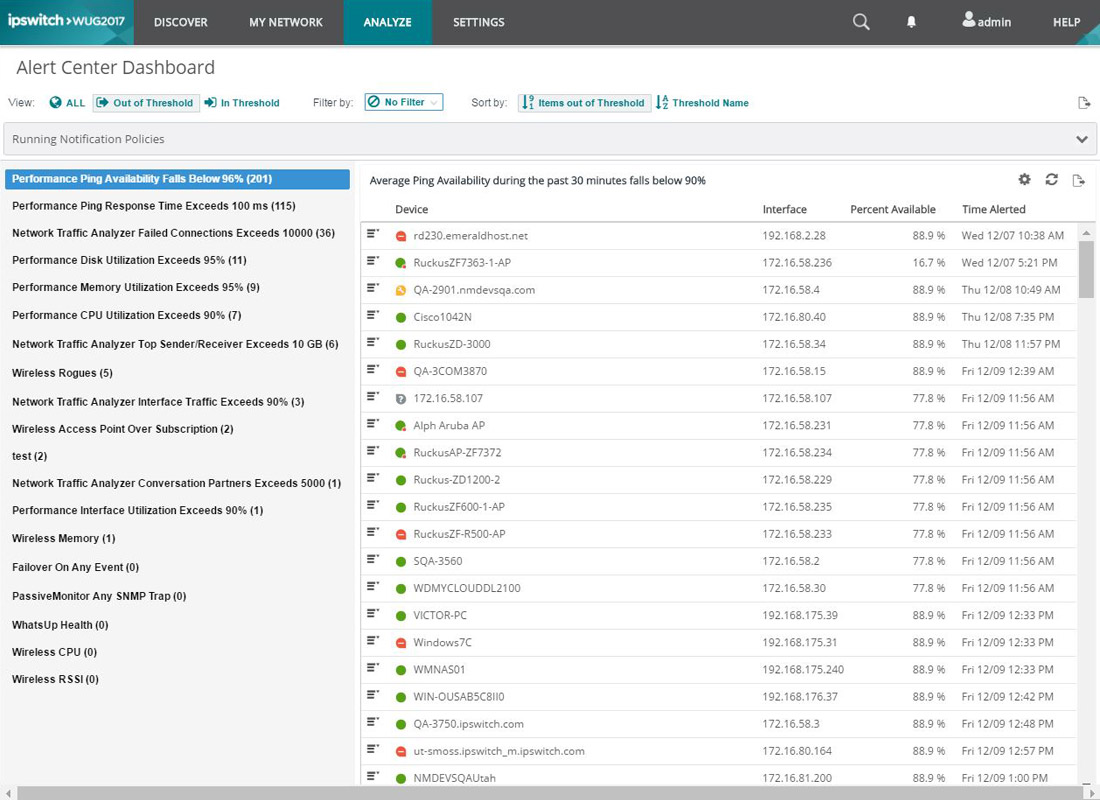 ipswitch > WUG2017 DISCOVER MY NETWORK ANALYZE SETTINGS admin HELP
Alert Center Dashboard
View: ALL Out of Threshold In Threshold Filter by: No Filter Sort by: Items out of Threshold Threshold Name
Running Notification Policies
Performance Ping Availability Falls Below 96% (201)
Performance Ping Response Time Exceeds 100 ms (115)
Network Traffic Analyzer Failed Connections Exceeds 10000 (36)
Performance Disk Utilization Exceeds 95% (11)
Performance Memory Utilization Exceeds 95% (9)
Performance CPU Utilization Exceeds 90% (7)
Network Traffic Analyzer Top Sender/Receiver Exceeds 10 GB (6)
Wireless Rogues (5)
Network Traffic Analyzer Interface Traffic Exceeds 90% (3)
Wireless Access Point Over Subscription (2)
test (2)
Network Traffic Analyzer Conversation Partners Exceeds 5000 (1)
Performance Interface Utilization Exceeds 90% (1)
Wireless Memory (1)
Failover On Any Event (0)
PassiveMonitor Any SNMP Trap (0)
WhatsUp Health (0)
Wireless CPU (0)
Wireless RSSI (0)
Average Ping Availability during the past 30 minutes falls below 90%
Device Interface Percent Available Time Alerted
rd230.emeraldhost.net 192.168.2.28 88.9 % Wed 12/07 10:38 AM
RuckusZF7363-1-AP 172.16.58.236 16.7 % Wed 12/07 5:21 PM
QA-2901.nmdevsqa.com 172.16.58.4 88.9 % Thu 12/08 10:49 AM
Cisco1042N 172.16.80.40 88.9 % Thu 12/08 7:35 PM
RuckusZD-3000 172.16.58.34 88.9 % Thu 12/08 11:57 PM
QA-3COM3870 172.16.58.15 88.9 % Fri 12/09 12:39 AM
172.16.58.107 172.16.58.107 77.8 % Fri 12/09 11:56 AM
Alph Aruba AP 172.16.58.231 77.8 % Fri 12/09 11:56 AM
RuckusAP-ZF7372 172.16.58.234 77.8 % Fri 12/09 11:56 AM
Ruckus-ZD1200-2 172.16.58.229 77.8 % Fri 12/09 11:56 AM
RuckusZF600-1-AP 172.16.58.235 77.8 % Fri 12/09 11:56 AM
RuckusZF-R500-AP 172.16.58.233 77.8 % Fri 12/09 11:56 AM
SQA-3560 172.16.58.2 77.8 % Fri 12/09 11:56 AM
WDMYCLOUDDL2100 172.16.58.30 77.8 % Fri 12/09 11:56 AM
VICTOR-PC 192.168.175.39 88.9 % Fri 12/09 12:33 PM
Windows7C 192.168.175.31 88.9 % Fri 12/09 12:33 PM
WMNAS01 192.168.175.240 88.9 % Fri 12/09 12:33 PM
WIN-OUSAB5C8II0 192.168.176.37 88.9 % Fri 12/09 12:42 PM
QA-3750.ipswitch.com 172.16.58.3 88.9 % Fri 12/09 12:48 PM
ut-smoss.ipswitch_m.ipswitch.com 172.16.80.164 88.9 % Fri 12/09 12:57 PM
NMDEVSQAUtah 172.16.81.200 88.9 % Fri 12/09 1:00 PM